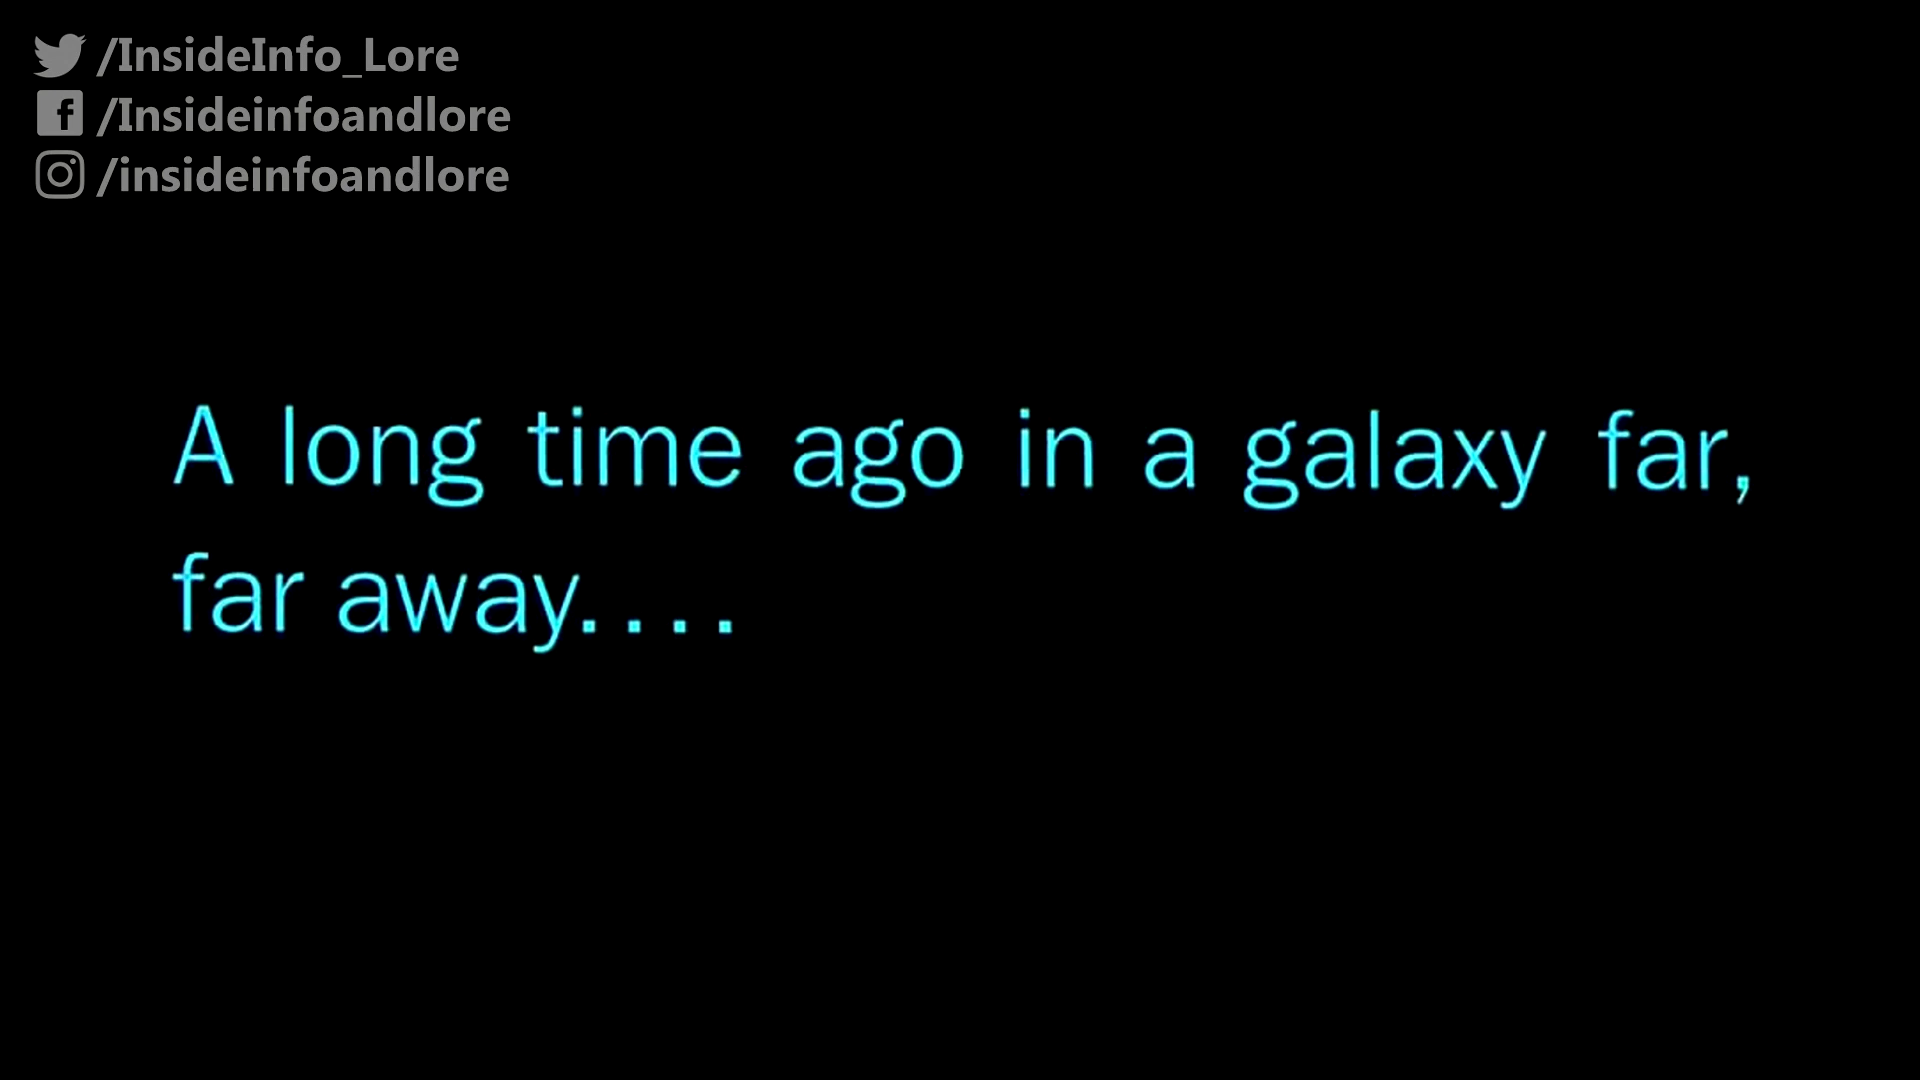 /InsideInfo_Lore
/Insideinfoandlore
/insideinfoandlore
A long time ago in a galaxy far,
far away....